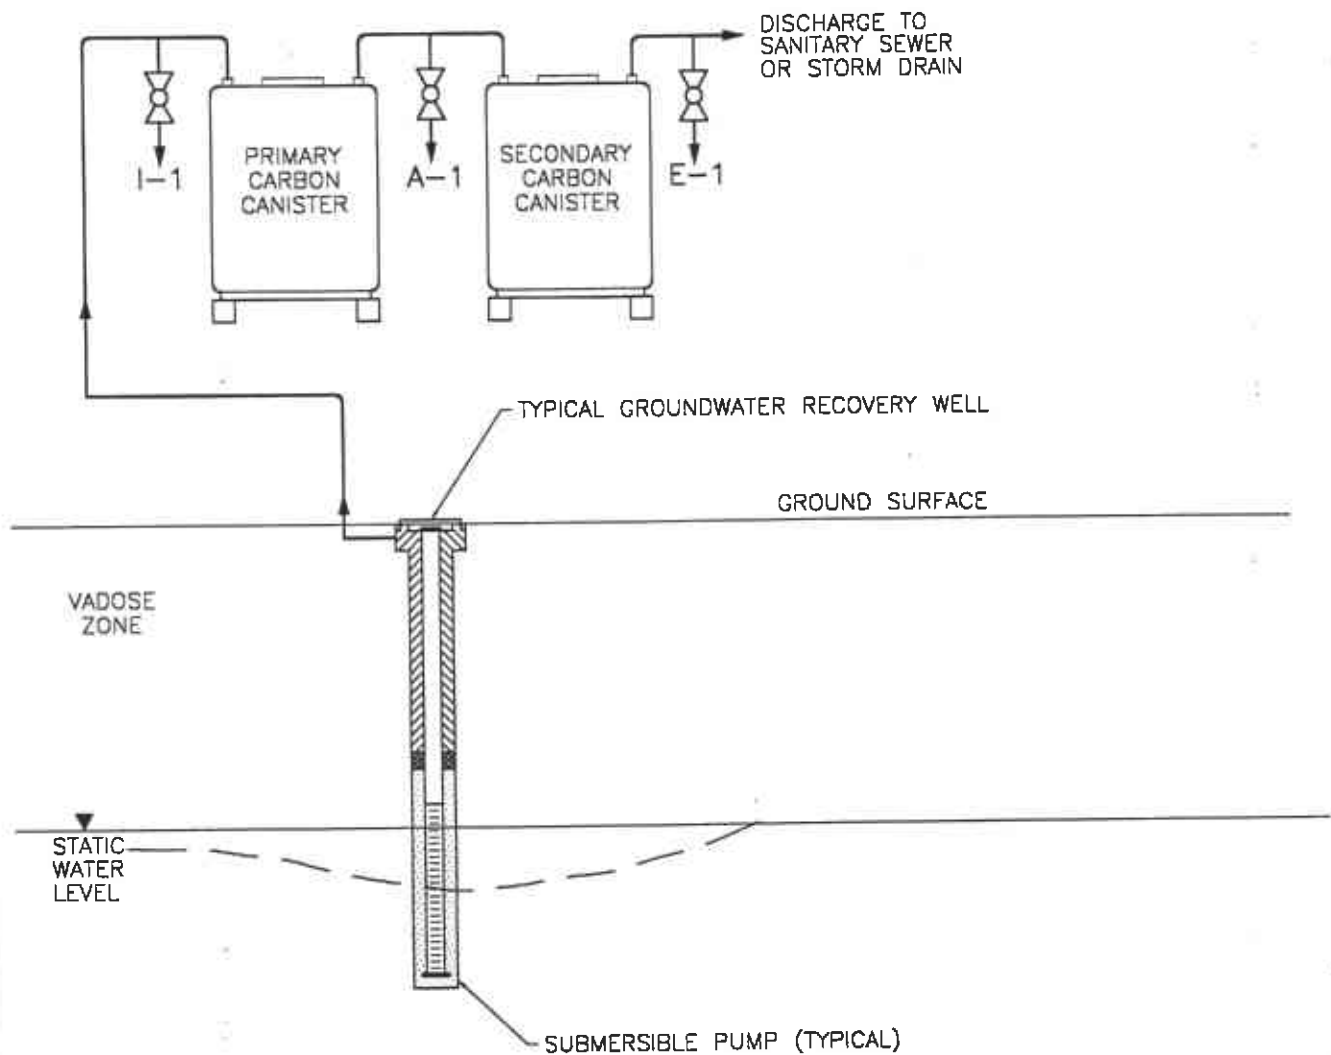 DISCHARGE TO
SANITARY SEWER
OR STORM DRAIN
I-1
PRIMARY
CARBON
CANISTER
A-1
SECONDARY
CARBON
CANISTER
E-1
TYPICAL GROUNDWATER RECOVERY WELL
GROUND SURFACE
VADOSE
ZONE
STATIC
WATER
LEVEL
SUBMERSIBLE PUMP (TYPICAL)